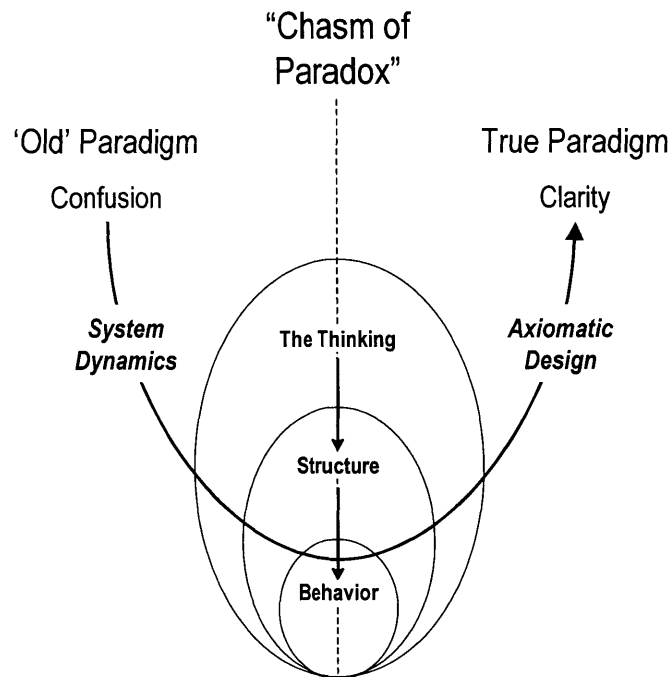 “Chasm of
Paradox”
‘Old’ Paradigm
True Paradigm
Confusion
Clarity
System
Dynamics
The Thinking
Axiomatic
Design
Structure
Behavior